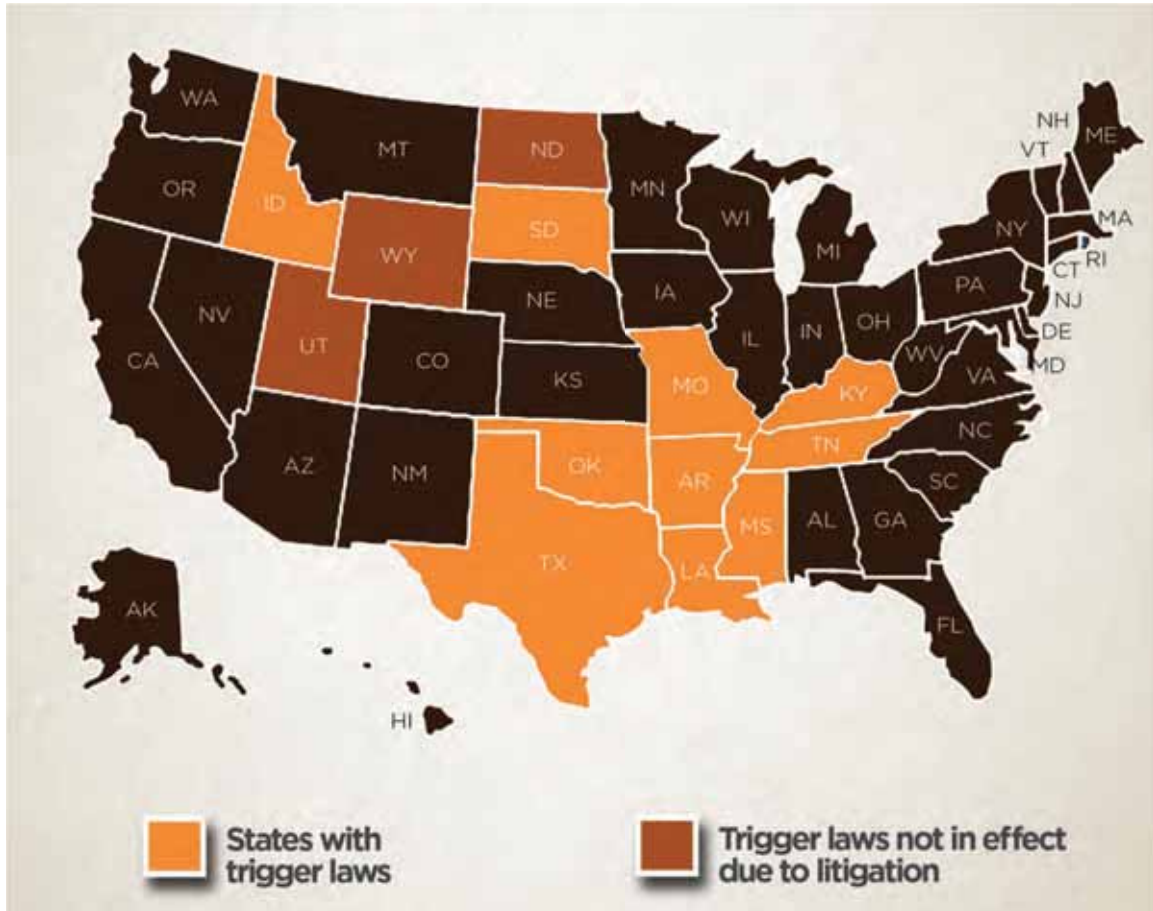 WA
NH
ME
MT
ND
VT
MN
OR
ID
SD
WI
NY
MA
WY
MI
RI
CT
IA
PA
NE
NJ
NV
OH
IL
IN
DE
UT
CO
WV
CA
MD
VA
KS
MO
KY
NC
TN
AZ
OK
NM
AR
SC
MS
AL
GA
TX
LA
AK
FL
HI
States with
trigger laws
Trigger laws not in effect
due to litigation